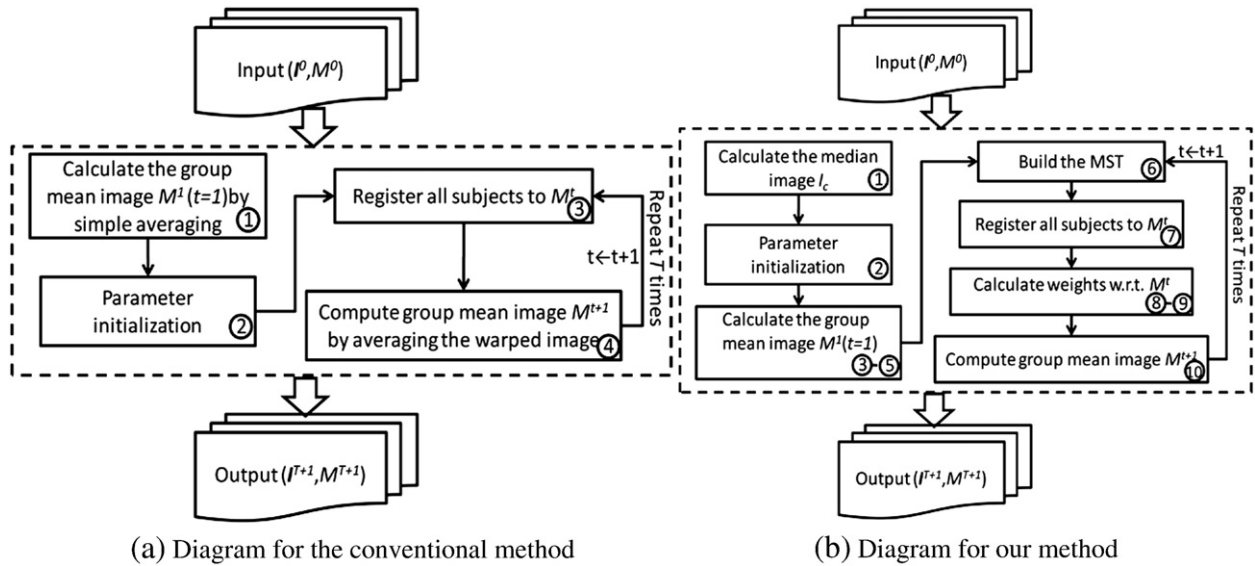 Input (I⁰,M⁰)
Calculate the group
mean image M¹(t=1)by
simple averaging
1
Parameter
initialization
2
Register all subjects to Mᵗ
3
t←t+1
Repeat T times
Compute group mean image Mᵗ⁺¹
by averaging the warped image
4
Output (Iᵀ⁺¹,Mᵀ⁺¹)
(a) Diagram for the conventional method
Input (I⁰,M⁰)
Calculate the median
image I꜀
1
Parameter
initialization
2
Calculate the group
mean image M¹(t=1)
3-5
Build the MST
6
t←t+1
Register all subjects to Mᵗ
7
Calculate weights w.r.t. Mᵗ
8-9
Compute group mean image Mᵗ⁺¹
10
Repeat T times
Output (Iᵀ⁺¹,Mᵀ⁺¹)
(b) Diagram for our method